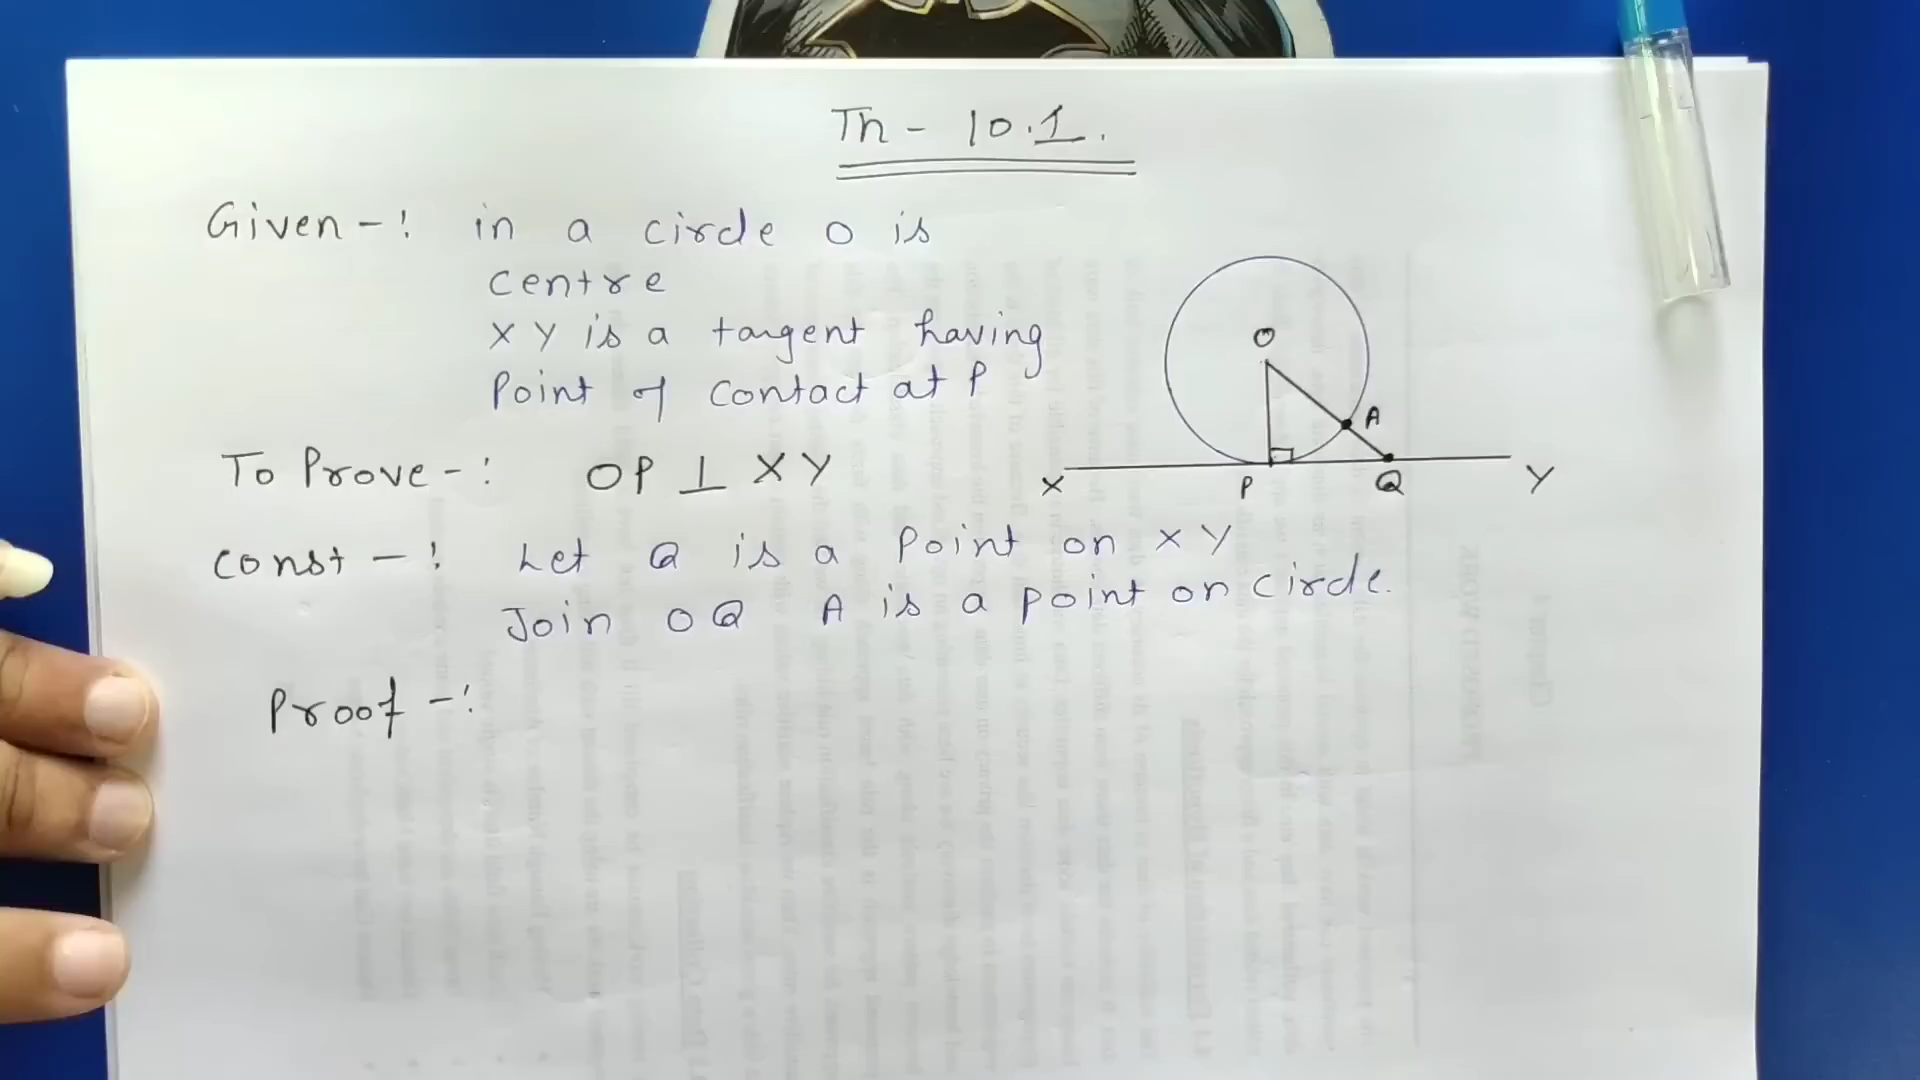 Th - 10.1.
Given -: in a circle O is
centre
XY is a tangent having
Point of contact at P
To Prove -: OP ⊥ XY
Const -: Let Q is a Point on XY
Join OQ A is a point on circle.
Proof -:
O
A
X
P
Q
Y